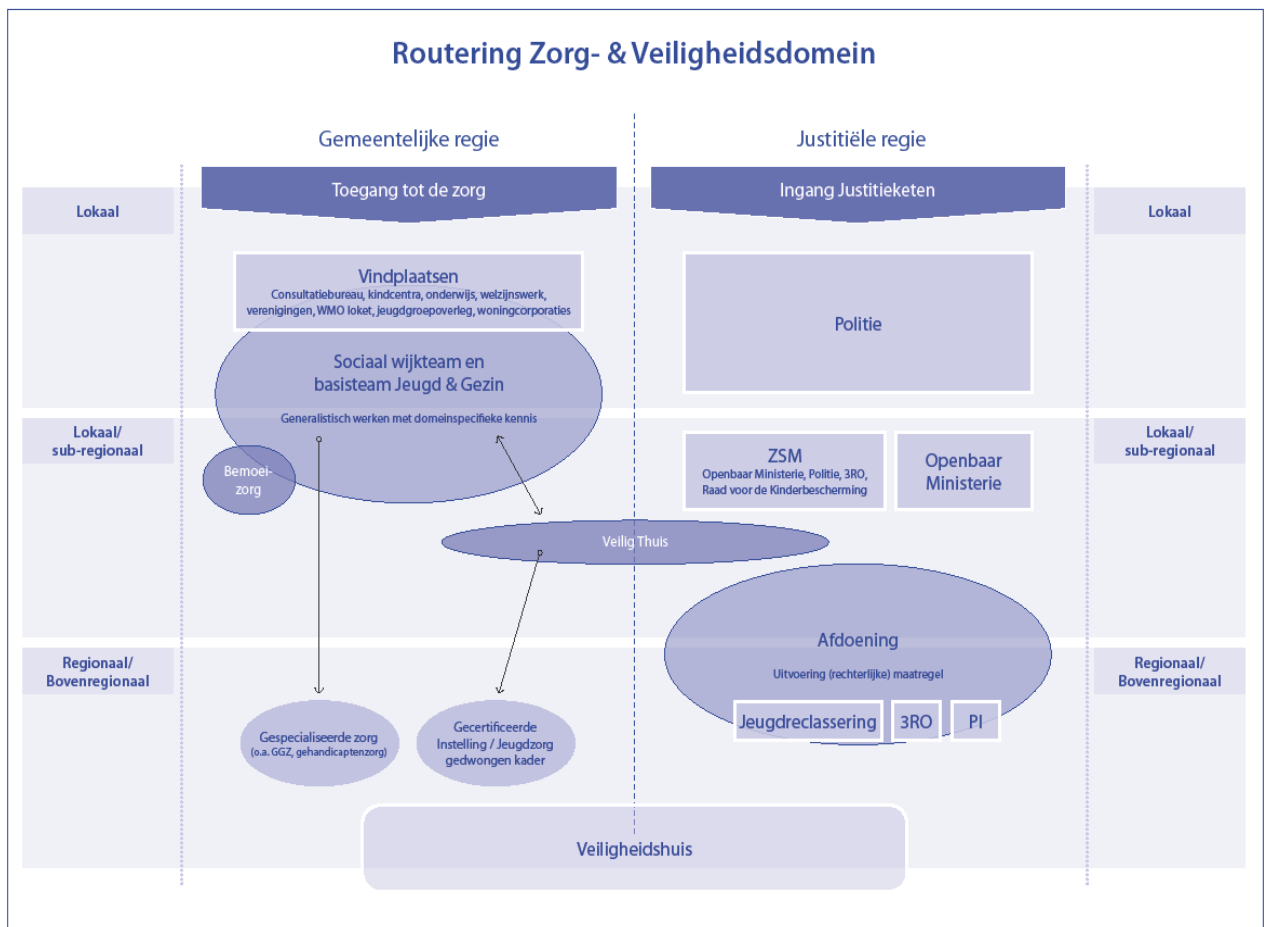 Routering Zorg- & Veiligheidsdomein
Gemeentelijke regie
Justitiële regie
Toegang tot de zorg
Ingang Justitieketen
Lokaal
Lokaal
Vindplaatsen
Consultatiebureau, kindcentra, onderwijs, welzijnswerk,
verenigingen, WMO loket, jeugdgroepoverleg, woningcorporaties
Politie
Sociaal wijkteam en
basisteam Jeugd & Gezin
Generalistisch werken met domeinspecifieke kennis
Lokaal/
sub-regionaal
Lokaal/
sub-regionaal
Bemoei-
zorg
ZSM
Openbaar Ministerie, Politie, 3RO,
Raad voor de Kinderbescherming
Openbaar
Ministerie
Veilig Thuis
Afdoening
Uitvoering (rechterlijke) maatregel
Jeugdreclassering
3RO
PI
Regionaal/
Bovenregionaal
Regionaal/
Bovenregionaal
Gespecialiseerde zorg
(o.a. GGZ, gehandicaptenzorg)
Gecertificeerde
Instelling / Jeugdzorg
gedwongen kader
Veiligheidshuis